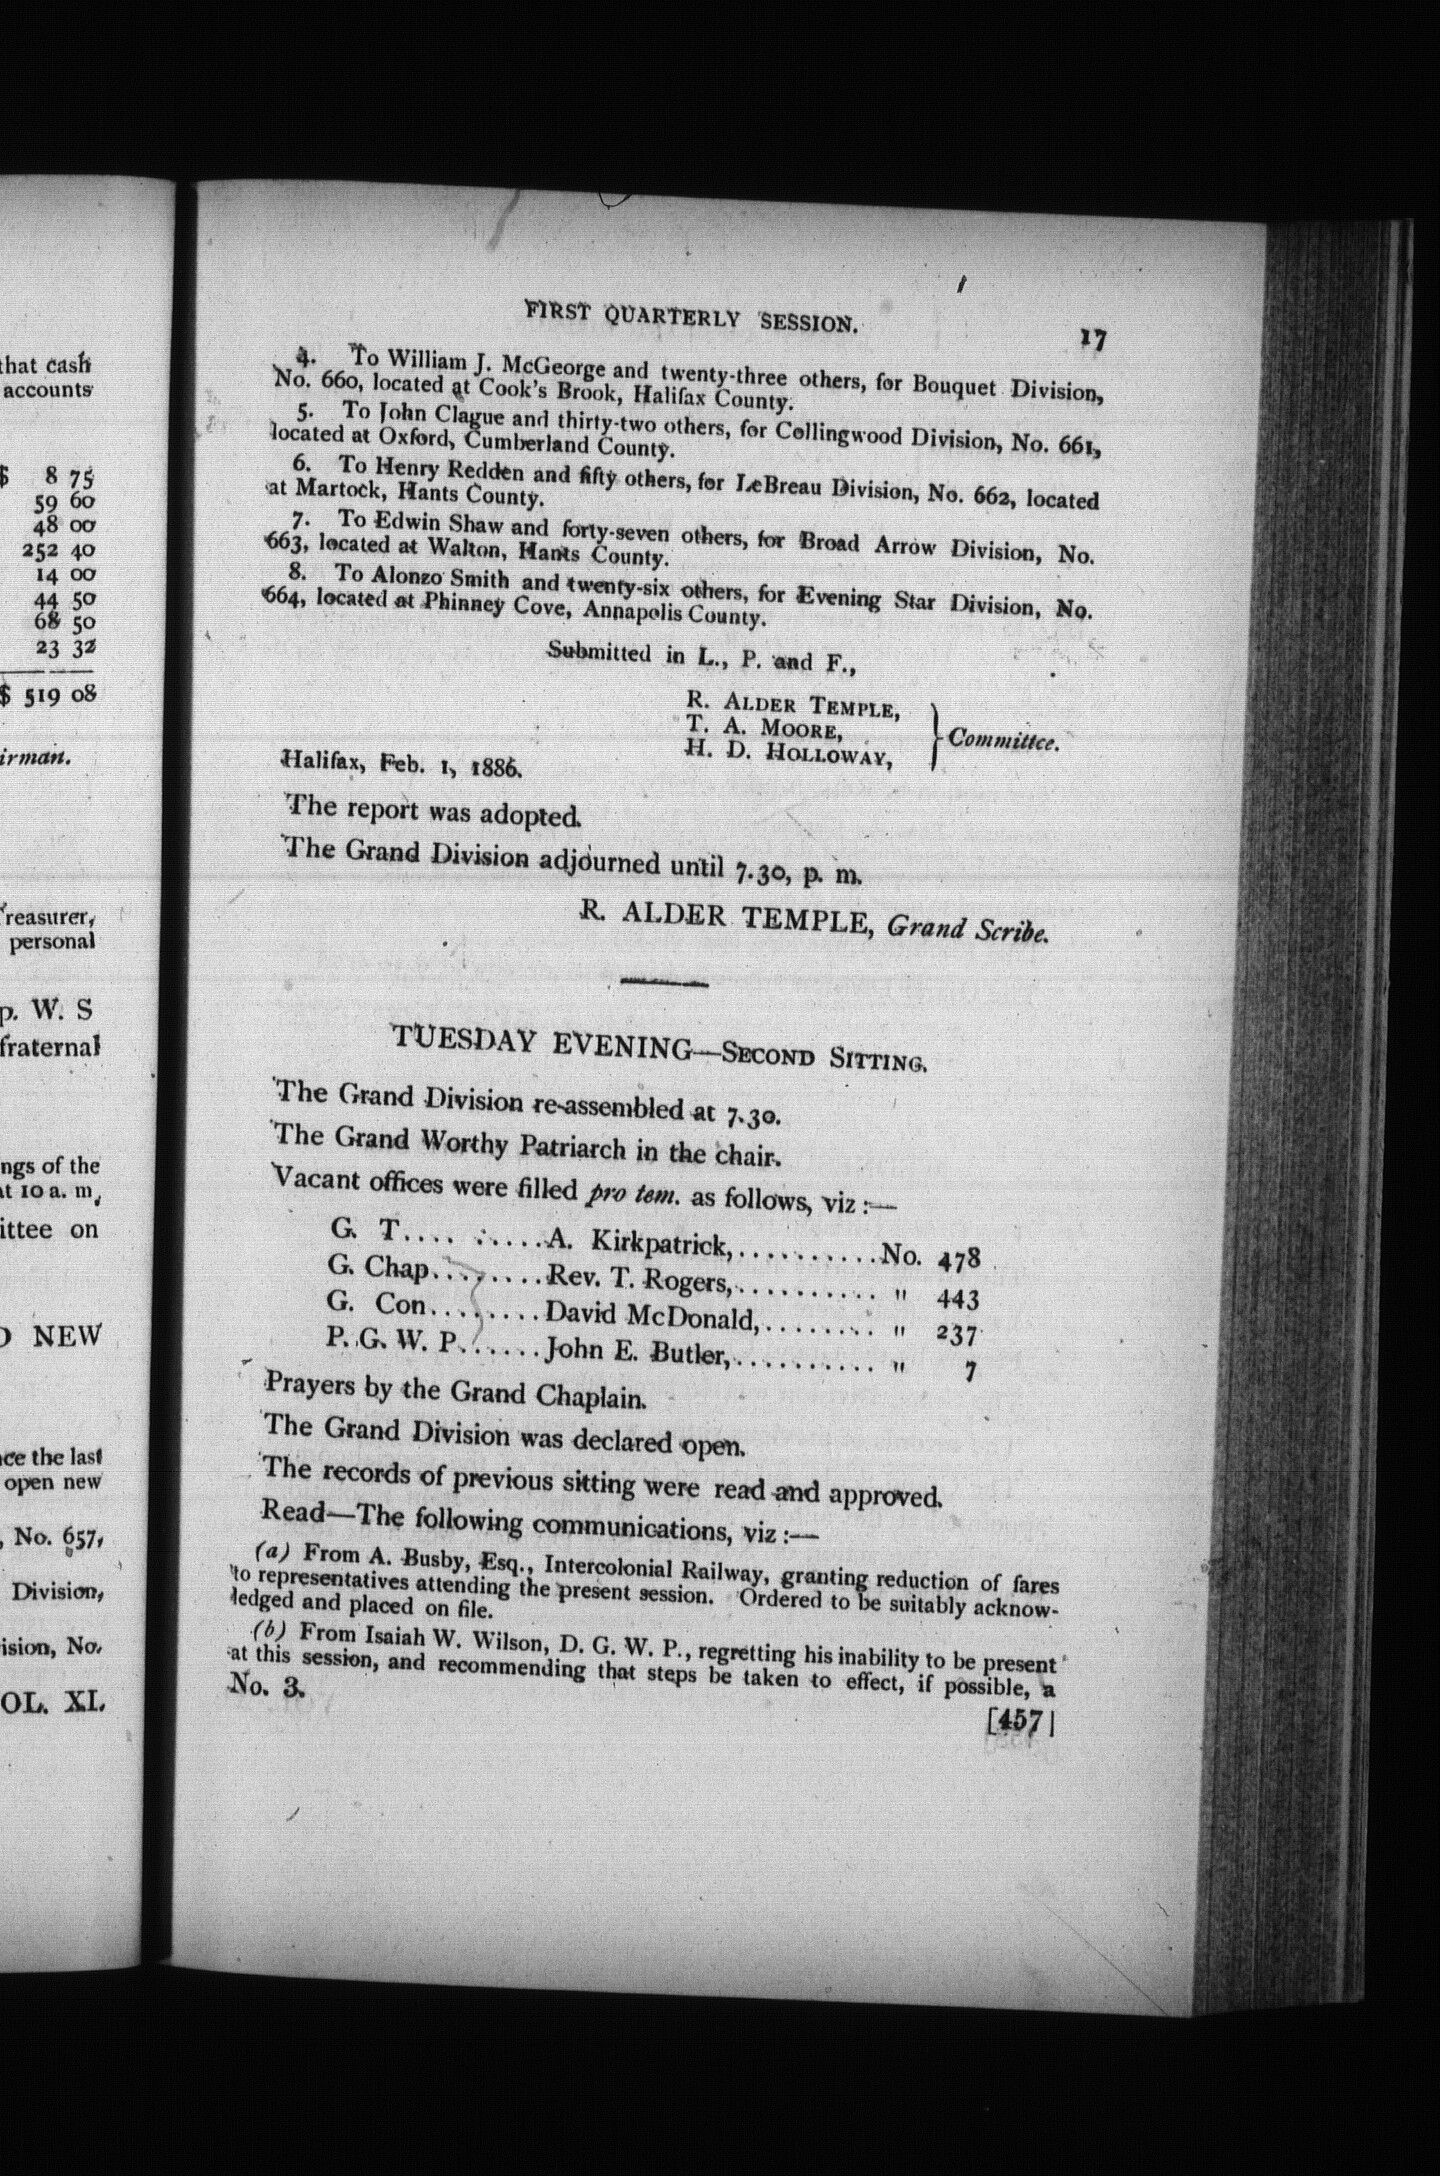 that cash
accounts
$ 8 75
59 60
48 00
252 40
14 00
44 50
68 50
23 32
$ 519 08
irman.
Treasurer,
personal
p. W. S
fraternal
ngs of the
at 10 a. m,
ittee on
NEW
ce the last
open new
, No. 657,
Division,
ision, No.
OL. XI.
FIRST QUARTERLY SESSION. 17
4. To William J. McGeorge and twenty-three others, for Bouquet Division,
No. 660, located at Cook's Brook, Halifax County.
5. To John Clague and thirty-two others, for Collingwood Division, No. 661,
located at Oxford, Cumberland County.
6. To Henry Redden and fifty others, for LeBreau Division, No. 662, located
at Martock, Hants County.
7. To Edwin Shaw and forty-seven others, for Broad Arrow Division, No.
663, located at Walton, Hants County.
8. To Alonzo Smith and twenty-six others, for Evening Star Division, No.
664, located at Phinney Cove, Annapolis County.
Submitted in L., P. and F.,
R. ALDER TEMPLE,
T. A. MOORE,
H. D. HOLLOWAY,
} Committee.
Halifax, Feb. 1, 1886.
The report was adopted.
The Grand Division adjourned until 7.30, p. m.
R. ALDER TEMPLE, Grand Scribe.
TUESDAY EVENING—SECOND SITTING.
The Grand Division re-assembled at 7.30.
The Grand Worthy Patriarch in the chair.
Vacant offices were filled pro tem. as follows, viz :—
G. T.... .....A. Kirkpatrick,..........No. 478
G. Chap........Rev. T. Rogers,.......... " 443
G. Con........David McDonald,........ " 237
P. G. W. P......John E. Butler,.......... " 7
Prayers by the Grand Chaplain.
The Grand Division was declared open.
The records of previous sitting were read and approved.
Read—The following communications, viz :—
(a) From A. Busby, Esq., Intercolonial Railway, granting reduction of fares
to representatives attending the present session. Ordered to be suitably acknow-
ledged and placed on file.
(b) From Isaiah W. Wilson, D. G. W. P., regretting his inability to be present
at this session, and recommending that steps be taken to effect, if possible, a
No. 3.
[457]